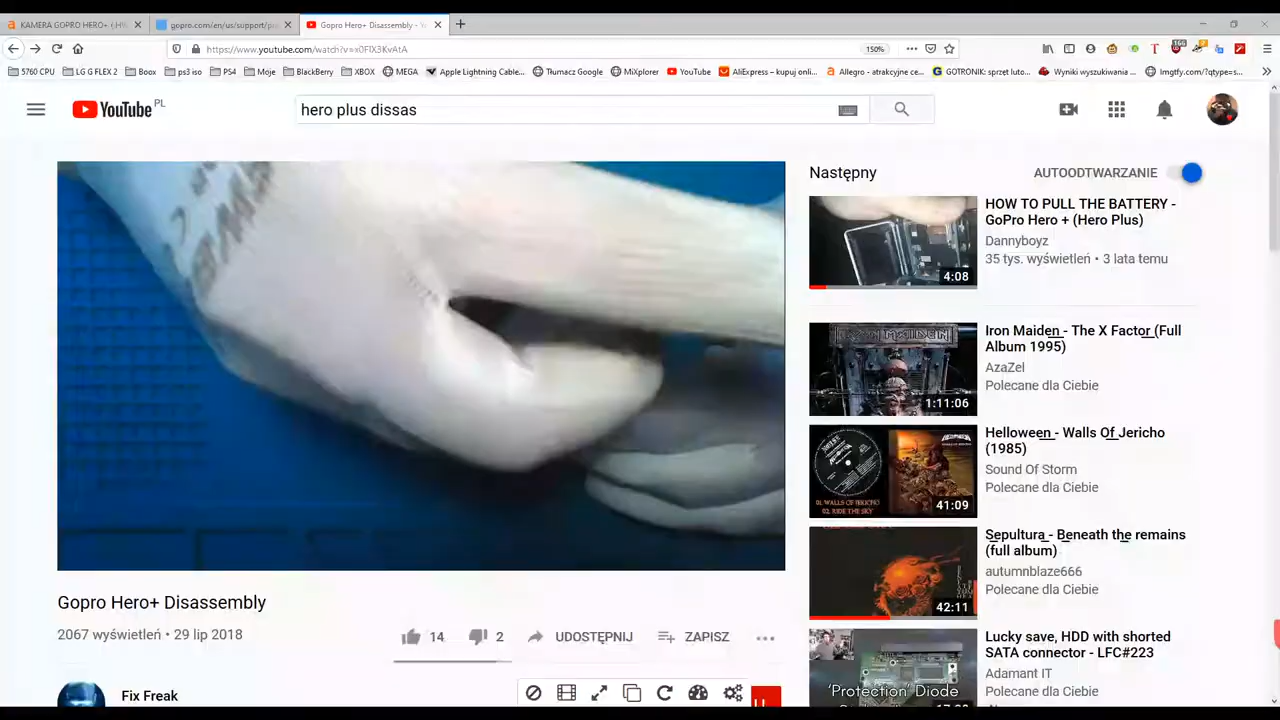 KAMERA GOPRO HERO+
gopro.com/en/us/support/
Gopro Hero+ Disassembly
https://www.youtube.com/watch?v=x0FIX3KvAtA
150%
5760 CPU
LG G FLEX 2
Boox
ps3 iso
PS4
Moje
BlackBerry
XBOX
MEGA
Apple Lightning Cable...
Tłumacz Google
MiXplorer
YouTube
AliExpress – kupuj onli...
Allegro - atrakcyjne ce...
GOTRONIK: sprzęt luto...
Wyniki wyszukiwania ...
lmgtfy.com/?qtype=s...
YouTube PL
hero plus dissas
Następny
AUTOODTWARZANIE
HOW TO PULL THE BATTERY -
GoPro Hero + (Hero Plus)
Dannyboyz
35 tys. wyświetleń • 3 lata temu
4:08
Iron Maiden - The X Factor (Full
Album 1995)
AzaZel
Polecane dla Ciebie
1:11:06
Helloween - Walls Of Jericho
(1985)
Sound Of Storm
Polecane dla Ciebie
41:09
Sepultura - Beneath the remains
(full album)
autumnblaze666
Polecane dla Ciebie
42:11
Gopro Hero+ Disassembly
2067 wyświetleń • 29 lip 2018
14
2
UDOSTĘPNIJ
ZAPISZ
Lucky save, HDD with shorted
SATA connector - LFC#223
Adamant IT
Polecane dla Ciebie
'Protection' Diode
Fix Freak